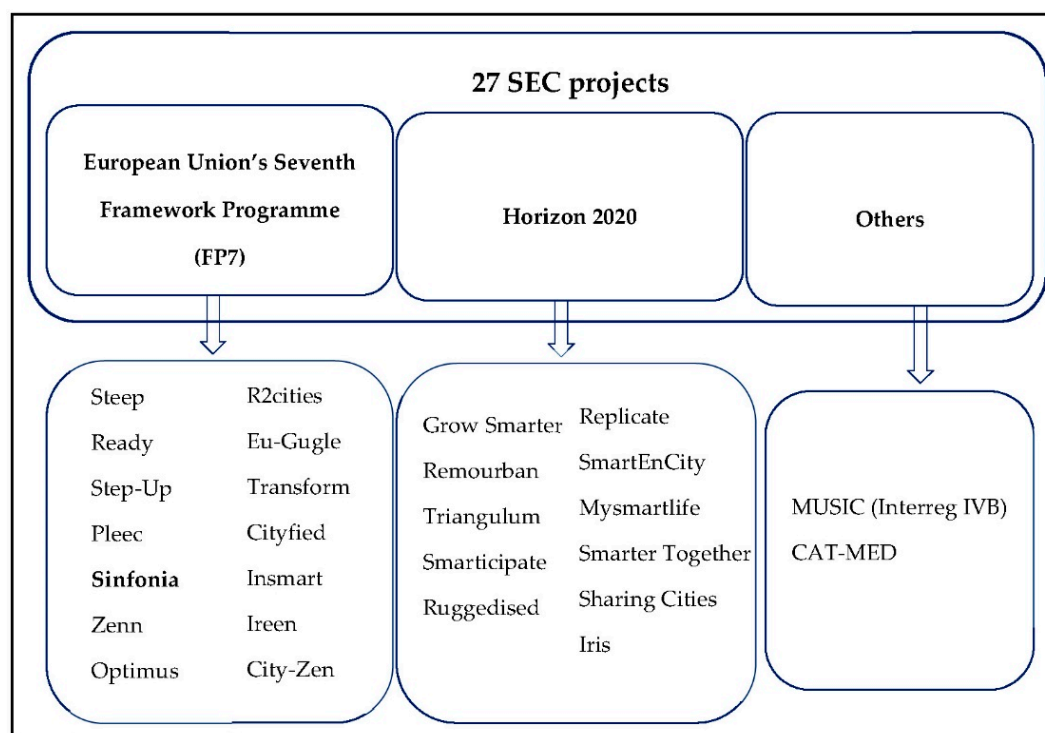 27 SEC projects
European Union’s Seventh
Framework Programme
(FP7)
Horizon 2020
Others
Steep
Ready
Step-Up
Pleec
Sinfonia
Zenn
Optimus
R2cities
Eu-Gugle
Transform
Cityfied
Insmart
Ireen
City-Zen
Grow Smarter
Remourban
Triangulum
Smarticipate
Ruggedised
Replicate
SmartEnCity
Mysmartlife
Smarter Together
Sharing Cities
Iris
MUSIC (Interreg IVB)
CAT-MED